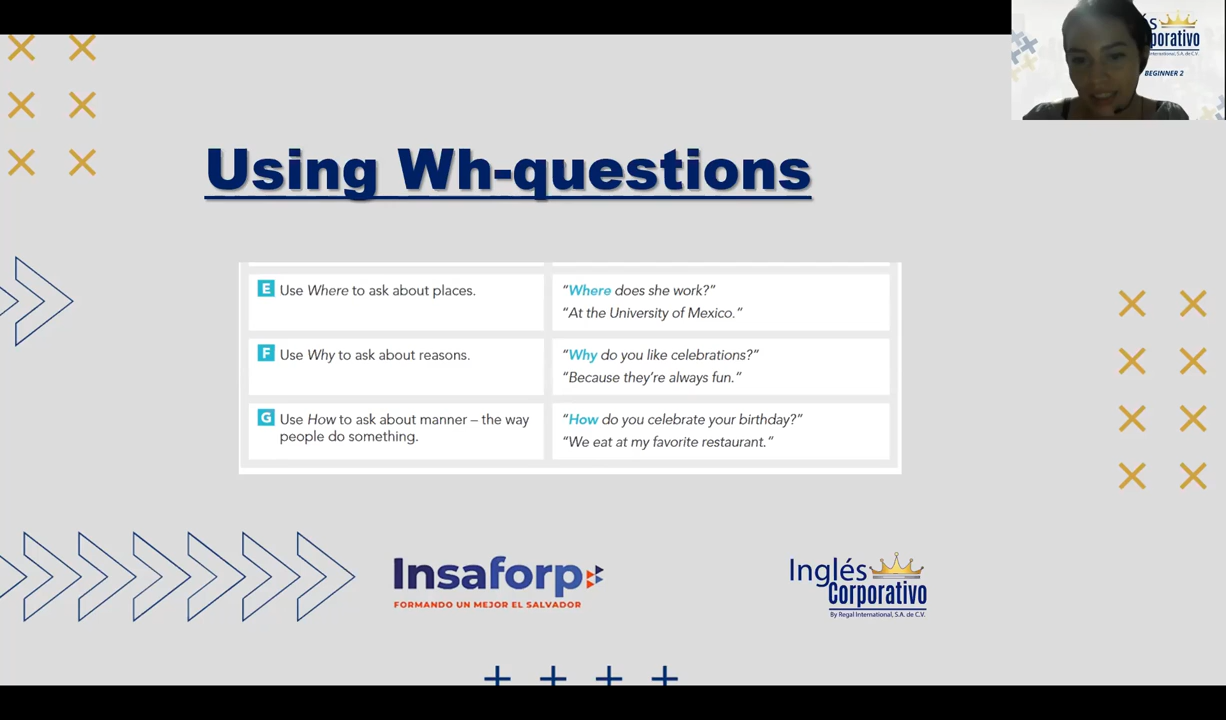 Using Wh-questions
E Use Where to ask about places.
"Where does she work?"
"At the University of Mexico."
F Use Why to ask about reasons.
"Why do you like celebrations?"
"Because they're always fun."
G Use How to ask about manner – the way
people do something.
"How do you celebrate your birthday?"
"We eat at my favorite restaurant."
Insaforp
FORMANDO UN MEJOR EL SALVADOR
Inglés
Corporativo
By Regal International, S.A. de C.V.
BEGINNER 2